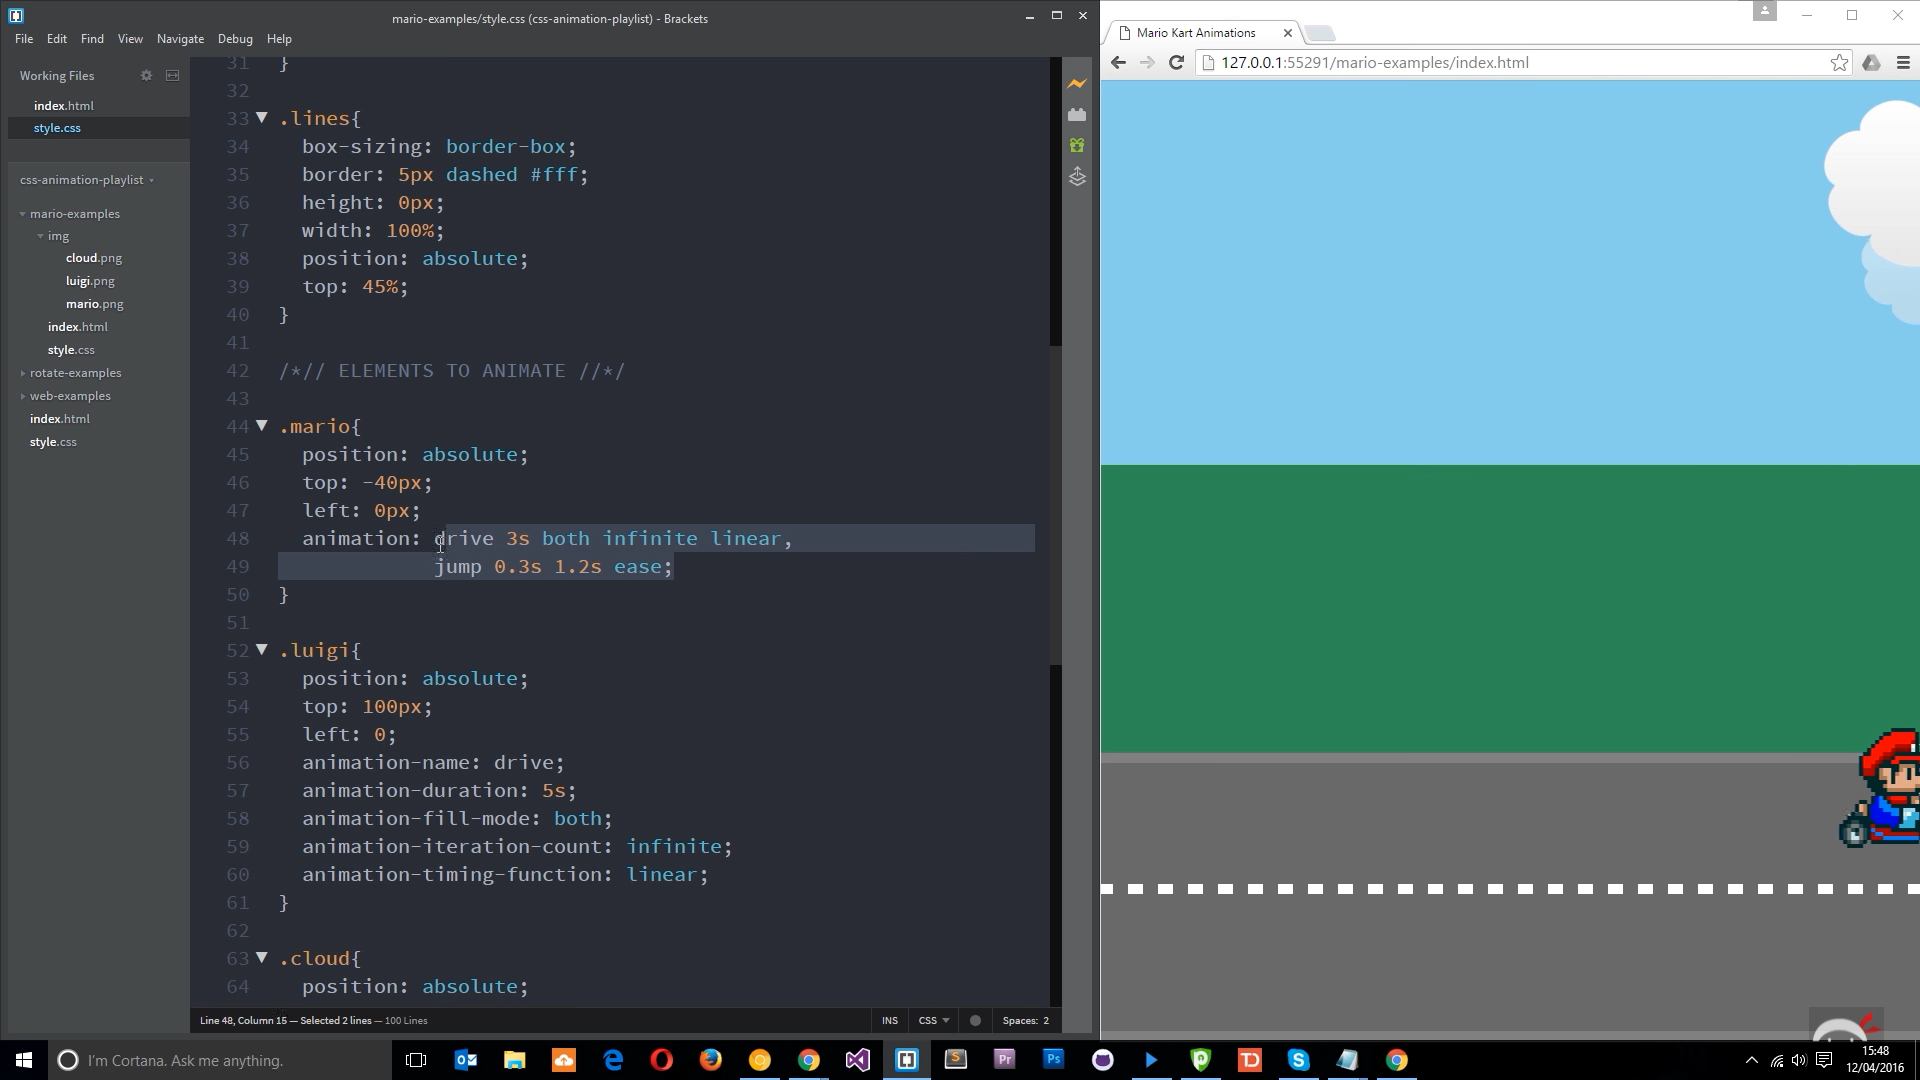 mario-examples/style.css (css-animation-playlist) - Brackets
File Edit Find View Navigate Debug Help
Working Files
index.html
style.css
css-animation-playlist
mario-examples
img
cloud.png
luigi.png
mario.png
index.html
style.css
rotate-examples
web-examples
index.html
style.css
31 }
32
33 .lines{
34 box-sizing: border-box;
35 border: 5px dashed #fff;
36 height: 0px;
37 width: 100%;
38 position: absolute;
39 top: 45%;
40 }
41
42 /*// ELEMENTS TO ANIMATE //*/
43
44 .mario{
45 position: absolute;
46 top: -40px;
47 left: 0px;
48 animation: drive 3s both infinite linear,
49 jump 0.3s 1.2s ease;
50 }
51
52 .luigi{
53 position: absolute;
54 top: 100px;
55 left: 0;
56 animation-name: drive;
57 animation-duration: 5s;
58 animation-fill-mode: both;
59 animation-iteration-count: infinite;
60 animation-timing-function: linear;
61 }
62
63 .cloud{
64 position: absolute;
Line 48, Column 15 — Selected 2 lines — 100 Lines
INS CSS Spaces: 2
Mario Kart Animations
127.0.0.1:55291/mario-examples/index.html
I'm Cortana. Ask me anything.
S Pr Ps TD
15:48
12/04/2016